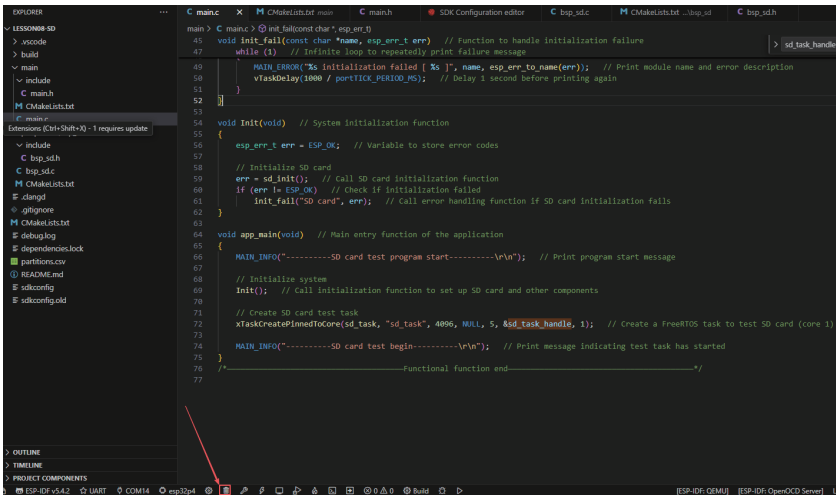 EXPLORER
LESSON08-SD
.vscode
build
main
include
C main.h
CMakeLists.txt
C main.c
Extensions (Ctrl+Shift+X) - 1 requires update
include
C bsp_sd.h
C bsp_sd.c
CMakeLists.txt
.clangd
.gitignore
CMakeLists.txt
debug.log
dependencies.lock
partitions.csv
README.md
sdkconfig
sdkconfig.old
OUTLINE
TIMELINE
PROJECT COMPONENTS
C main.c X M CMakeLists.txt main C main.h SDK Configuration editor C bsp_sd.c M CMakeLists.txt ...\bsp_sd C bsp_sd.h
main > C main.c > init_fail(const char *, esp_err_t)
sd_task_handle
45 void init_fail(const char *name, esp_err_t err) // Function to handle initialization failure
47 while (1) // Infinite loop to repeatedly print failure message
49 MAIN_ERROR("%s initialization failed [ %s ]", name, esp_err_to_name(err)); // Print module name and error description
50 vTaskDelay(1000 / portTICK_PERIOD_MS); // Delay 1 second before printing again
51 }
52 }
53
54 void Init(void) // System initialization function
55 {
56 esp_err_t err = ESP_OK; // Variable to store error codes
57
58 // Initialize SD card
59 err = sd_init(); // Call SD card initialization function
60 if (err != ESP_OK) // Check if initialization failed
61 init_fail("SD card", err); // Call error handling function if SD card initialization fails
62 }
63
64 void app_main(void) // Main entry function of the application
65 {
66 MAIN_INFO("----------SD card test program start----------\r\n"); // Print program start message
67
68 // Initialize system
69 Init(); // Call initialization function to set up SD card and other components
70
71 // Create SD card test task
72 xTaskCreatePinnedToCore(sd_task, "sd_task", 4096, NULL, 5, &sd_task_handle, 1); // Create a FreeRTOS task to test SD card (core 1)
73
74 MAIN_INFO("----------SD card test begin----------\r\n"); // Print message indicating test task has started
75 }
76 /*————————Functional function end————————*/
77
ESP-IDF v5.4.2 UART COM14 esp32p4 0 0 Build [ESP-IDF: QEMU] [ESP-IDF: OpenOCD Server]